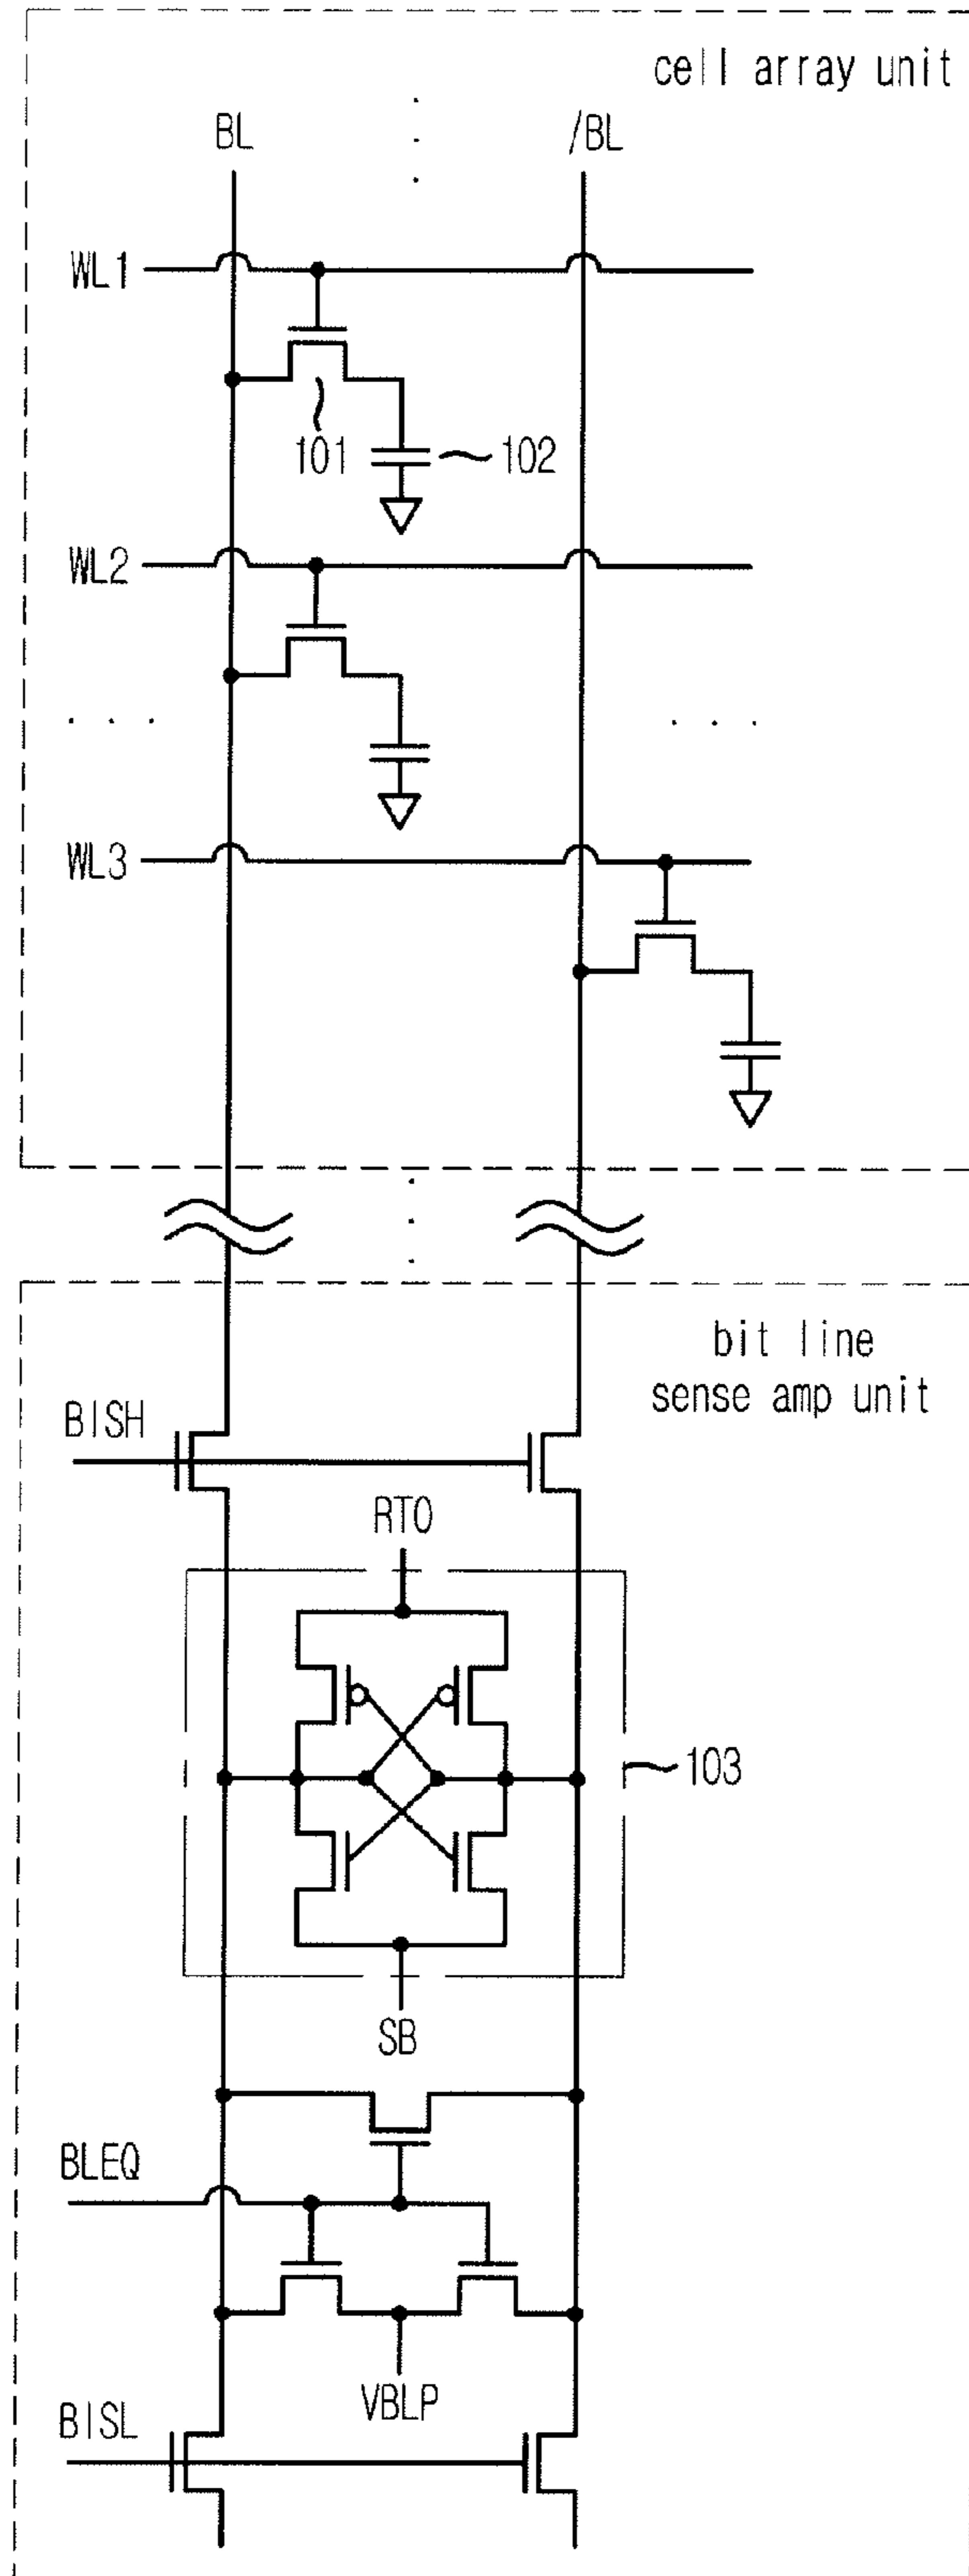 cell array unit
BL
/BL
WL1
101
102
WL2
WL3
bit line
sense amp unit
BISH
RTO
103
SB
BLEQ
VBLP
BISL